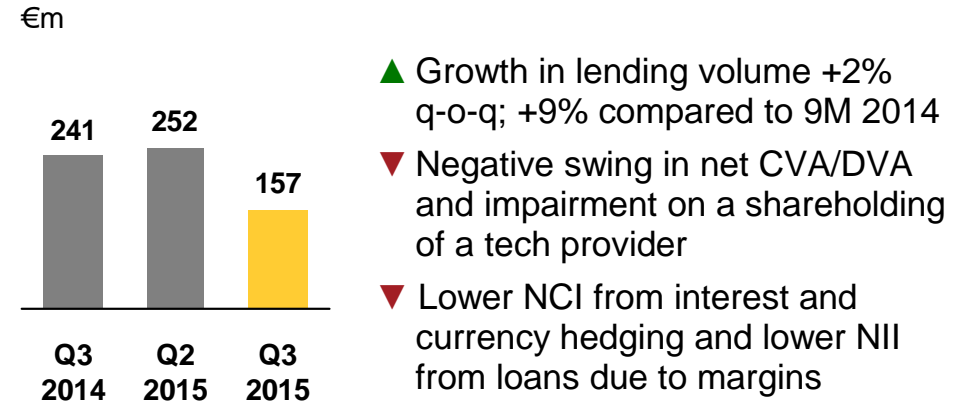 €m
241
252
157
Q3
2014
Q2
2015
Q3
2015
▲ Growth in lending volume +2%
q-o-q; +9% compared to 9M 2014
▼ Negative swing in net CVA/DVA
and impairment on a shareholding
of a tech provider
▼ Lower NCI from interest and
currency hedging and lower NII
from loans due to margins